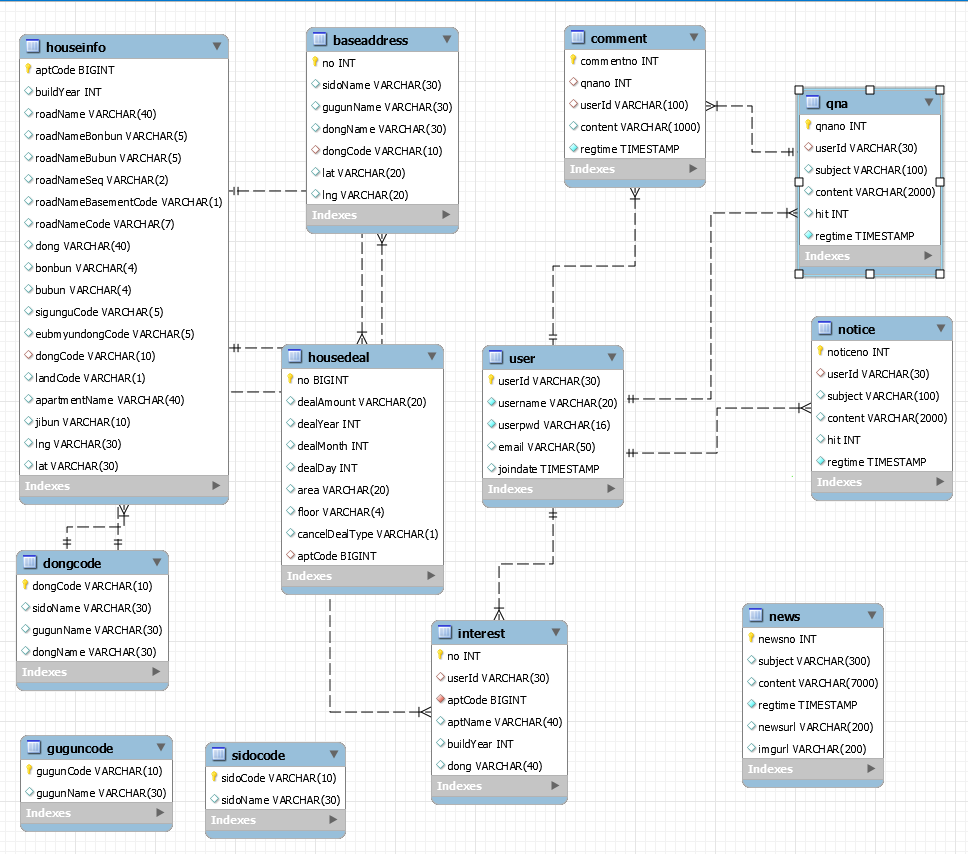 houseinfo
aptCode BIGINT
buildYear INT
roadName VARCHAR(40)
roadNameBonbun VARCHAR(5)
roadNameBubun VARCHAR(5)
roadNameSeq VARCHAR(2)
roadNameBasementCode VARCHAR(1)
roadNameCode VARCHAR(7)
dong VARCHAR(40)
bonbun VARCHAR(4)
bubun VARCHAR(4)
sigunguCode VARCHAR(5)
eubmyundongCode VARCHAR(5)
dongCode VARCHAR(10)
landCode VARCHAR(1)
apartmentName VARCHAR(40)
jibun VARCHAR(10)
lng VARCHAR(30)
lat VARCHAR(30)
Indexes
baseaddress
no INT
sidoName VARCHAR(30)
gugunName VARCHAR(30)
dongName VARCHAR(30)
dongCode VARCHAR(10)
lat VARCHAR(20)
lng VARCHAR(20)
Indexes
comment
commentno INT
qnano INT
userId VARCHAR(100)
content VARCHAR(1000)
regtime TIMESTAMP
Indexes
qna
qnano INT
userId VARCHAR(30)
subject VARCHAR(100)
content VARCHAR(2000)
hit INT
regtime TIMESTAMP
Indexes
housedeal
no BIGINT
dealAmount VARCHAR(20)
dealYear INT
dealMonth INT
dealDay INT
area VARCHAR(20)
floor VARCHAR(4)
cancelDealType VARCHAR(1)
aptCode BIGINT
Indexes
user
userId VARCHAR(30)
username VARCHAR(20)
userpwd VARCHAR(16)
email VARCHAR(50)
joindate TIMESTAMP
Indexes
notice
noticeno INT
userId VARCHAR(30)
subject VARCHAR(100)
content VARCHAR(2000)
hit INT
regtime TIMESTAMP
Indexes
dongcode
dongCode VARCHAR(10)
sidoName VARCHAR(30)
gugunName VARCHAR(30)
dongName VARCHAR(30)
Indexes
interest
no INT
userId VARCHAR(30)
aptCode BIGINT
aptName VARCHAR(40)
buildYear INT
dong VARCHAR(40)
Indexes
news
newsno INT
subject VARCHAR(300)
content VARCHAR(7000)
regtime TIMESTAMP
newsurl VARCHAR(200)
imgurl VARCHAR(200)
Indexes
guguncode
gugunCode VARCHAR(10)
gugunName VARCHAR(30)
Indexes
sidocode
sidoCode VARCHAR(10)
sidoName VARCHAR(30)
Indexes